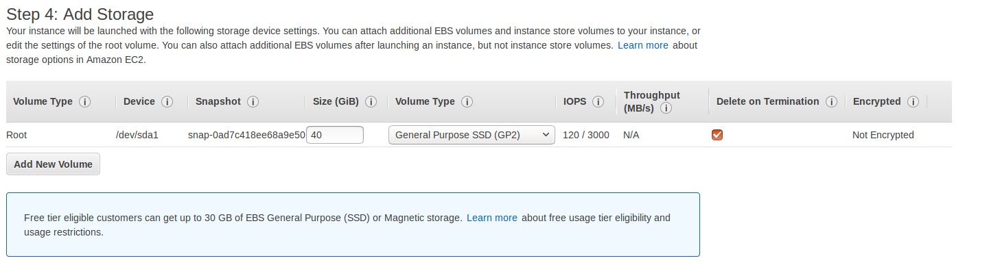 Step 4: Add Storage
Your instance will be launched with the following storage device settings. You can attach additional EBS volumes and instance store volumes to your instance, or
edit the settings of the root volume. You can also attach additional EBS volumes after launching an instance, but not instance store volumes. Learn more about
storage options in Amazon EC2.
Volume Type Device Snapshot Size (GiB) Volume Type IOPS Throughput (MB/s) Delete on Termination Encrypted
Root /dev/sda1 snap-0ad7c418ee68a9e50 40 General Purpose SSD (GP2) 120 / 3000 N/A Not Encrypted
Add New Volume
Free tier eligible customers can get up to 30 GB of EBS General Purpose (SSD) or Magnetic storage. Learn more about free usage tier eligibility and
usage restrictions.